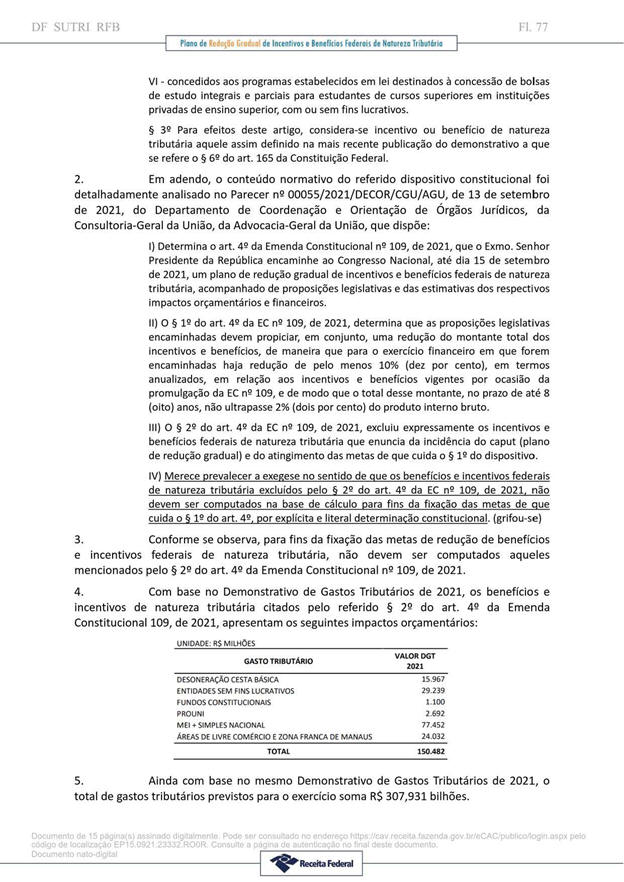 DF SUTRI RFB
Fl. 77
Plano de Redução Gradual de Incentivos e Benefícios Federais de Natureza Tributária
VI - concedidos aos programas estabelecidos em lei destinados à concessão de bolsas
de estudo integrais e parciais para estudantes de cursos superiores em instituições
privadas de ensino superior, com ou sem fins lucrativos.
§ 3º Para efeitos deste artigo, considera-se incentivo ou benefício de natureza
tributária aquele assim definido na mais recente publicação do demonstrativo a que
se refere o § 6º do art. 165 da Constituição Federal.
2. Em adendo, o conteúdo normativo do referido dispositivo constitucional foi
detalhadamente analisado no Parecer nº 00055/2021/DECOR/CGU/AGU, de 13 de setembro
de 2021, do Departamento de Coordenação e Orientação de Órgãos Jurídicos, da
Consultoria-Geral da União, da Advocacia-Geral da União, que dispõe:
I) Determina o art. 4º da Emenda Constitucional nº 109, de 2021, que o Exmo. Senhor
Presidente da República encaminhe ao Congresso Nacional, até dia 15 de setembro
de 2021, um plano de redução gradual de incentivos e benefícios federais de natureza
tributária, acompanhado de proposições legislativas e das estimativas dos respectivos
impactos orçamentários e financeiros.
II) O § 1º do art. 4º da EC nº 109, de 2021, determina que as proposições legislativas
encaminhadas devem propiciar, em conjunto, uma redução do montante total dos
incentivos e benefícios, de maneira que para o exercício financeiro em que forem
encaminhadas haja redução de pelo menos 10% (dez por cento), em termos
anualizados, em relação aos incentivos e benefícios vigentes por ocasião da
promulgação da EC nº 109, e de modo que o total desse montante, no prazo de até 8
(oito) anos, não ultrapasse 2% (dois por cento) do produto interno bruto.
III) O § 2º do art. 4º da EC nº 109, de 2021, excluiu expressamente os incentivos e
benefícios federais de natureza tributária que enuncia da incidência do caput (plano
de redução gradual) e do atingimento das metas de que cuida o § 1º do dispositivo.
IV) Merece prevalecer a exegese no sentido de que os benefícios e incentivos federais
de natureza tributária excluídos pelo § 2º do art. 4º da EC nº 109, de 2021, não
devem ser computados na base de cálculo para fins da fixação das metas de que
cuida o § 1º do art. 4º, por explícita e literal determinação constitucional. (grifou-se)
3. Conforme se observa, para fins da fixação das metas de redução de benefícios
e incentivos federais de natureza tributária, não devem ser computados aqueles
mencionados pelo § 2º do art. 4º da Emenda Constitucional nº 109, de 2021.
4. Com base no Demonstrativo de Gastos Tributários de 2021, os benefícios e
incentivos de natureza tributária citados pelo referido § 2º do art. 4º da Emenda
Constitucional 109, de 2021, apresentam os seguintes impactos orçamentários:
UNIDADE: R$ MILHÕES
GASTO TRIBUTÁRIO VALOR DGT
2021
DESONERAÇÃO CESTA BÁSICA 15.967
ENTIDADES SEM FINS LUCRATIVOS 29.239
FUNDOS CONSTITUCIONAIS 1.100
PROUNI 2.692
MEI + SIMPLES NACIONAL 77.452
ÁREAS DE LIVRE COMÉRCIO E ZONA FRANCA DE MANAUS 24.032
TOTAL 150.482
5. Ainda com base no mesmo Demonstrativo de Gastos Tributários de 2021, o
total de gastos tributários previstos para o exercício soma R$ 307,931 bilhões.
Documento de 15 página(s) assinado digitalmente. Pode ser consultado no endereço https://cav.receita.fazenda.gov.br/eCAC/publico/login.aspx pelo
código de localização EP15.0921.23332.RO0R. Consulte a página de autenticação no final deste documento.
Documento nato-digital
Receita Federal